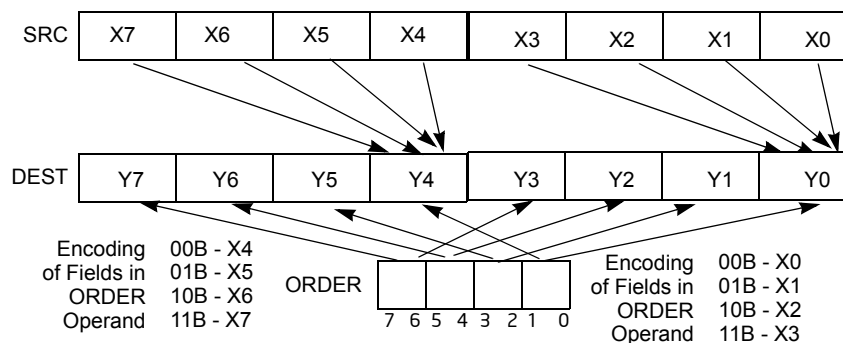 SRC X7 X6 X5 X4 X3 X2 X1 X0
DEST Y7 Y6 Y5 Y4 Y3 Y2 Y1 Y0
Encoding 00B - X4
of Fields in 01B - X5
ORDER 10B - X6
Operand 11B - X7
ORDER
7 6 5 4 3 2 1 0
Encoding 00B - X0
of Fields in 01B - X1
ORDER 10B - X2
Operand 11B - X3